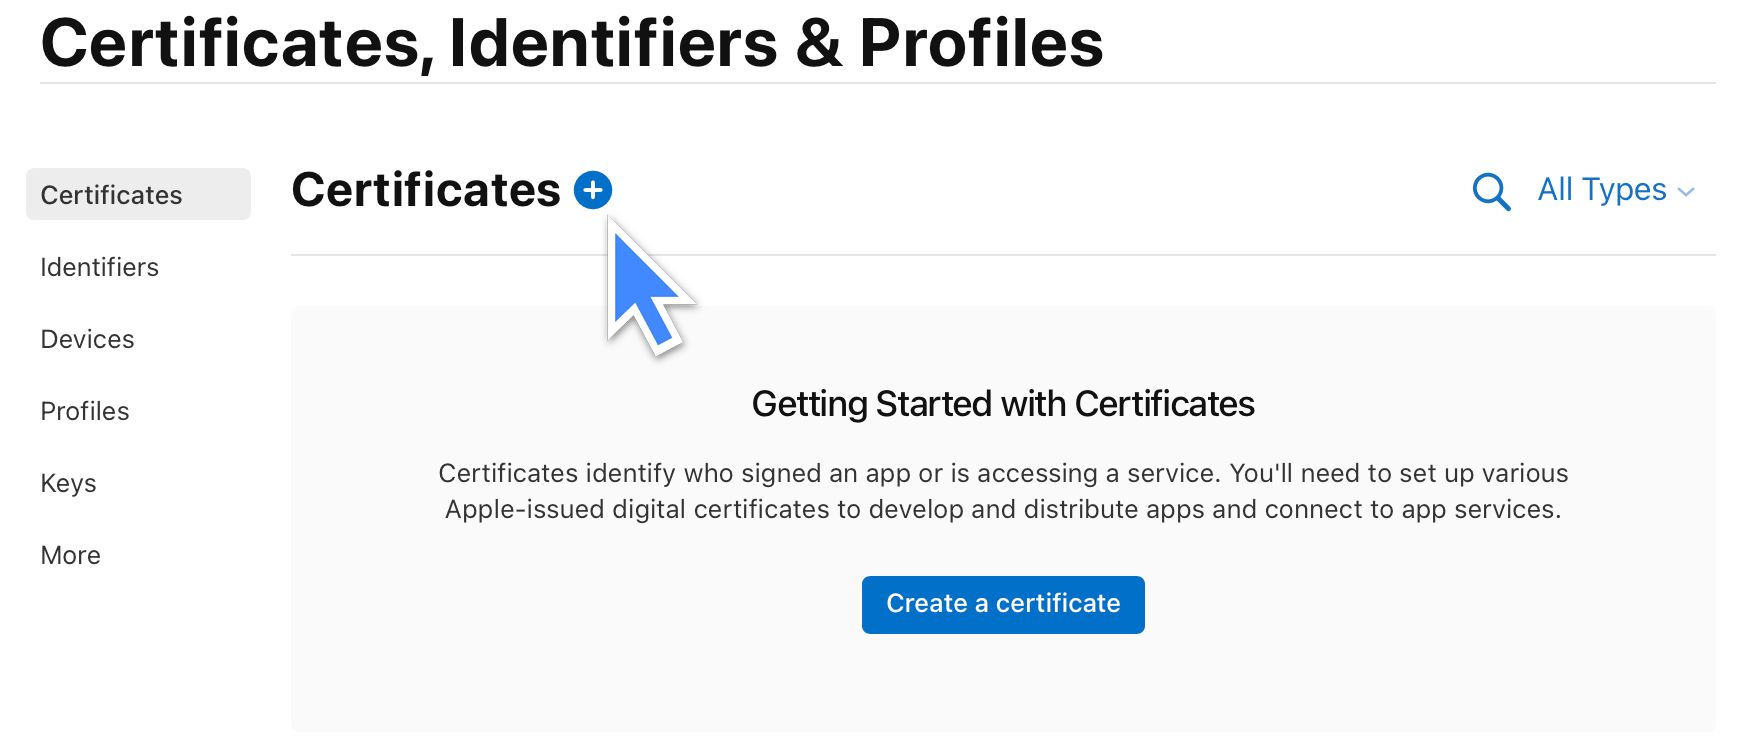 Certificates, Identifiers & Profiles
Certificates
Identifiers
Devices
Profiles
Keys
More
Certificates
All Types
Getting Started with Certificates
Certificates identify who signed an app or is accessing a service. You'll need to set up various
Apple-issued digital certificates to develop and distribute apps and connect to app services.
Create a certificate